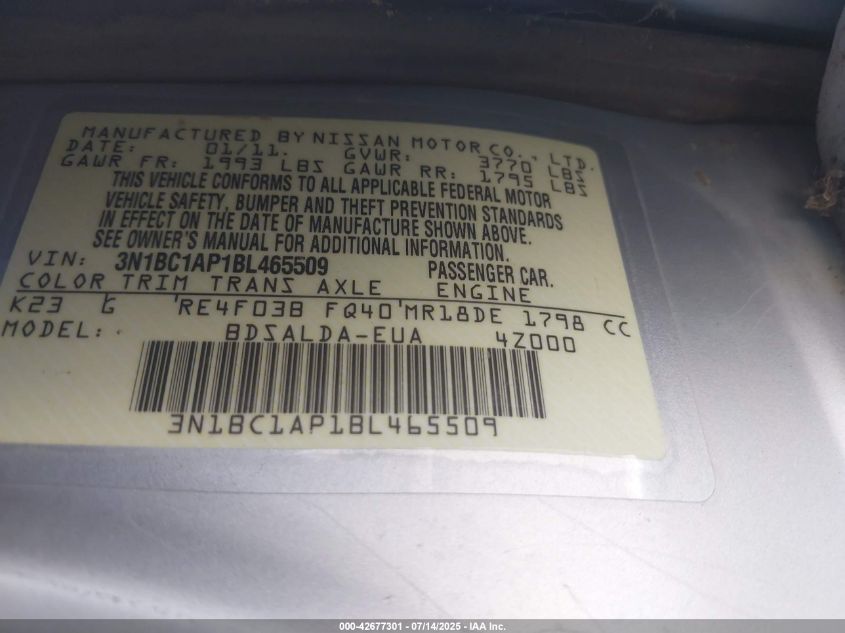 MANUFACTURED BY NISSAN MOTOR CO., LTD.
DATE: 01/11. GVWR: 3770 LBS
GAWR FR: 1993 LBS GAWR RR: 1795 LBS
THIS VEHICLE CONFORMS TO ALL APPLICABLE FEDERAL MOTOR
VEHICLE SAFETY, BUMPER AND THEFT PREVENTION STANDARDS
IN EFFECT ON THE DATE OF MANUFACTURE SHOWN ABOVE.
SEE OWNER'S MANUAL FOR ADDITIONAL INFORMATION.
VIN: 3N1BC1AP1BL465509 PASSENGER CAR.
COLOR TRIM TRANS AXLE ENGINE
K23 G RE4F03B FQ40 MR18DE 1798 CC
MODEL: BDSALDA-EUA 4Z000
3N1BC1AP1BL465509
000-42677301 - 07/14/2025 - IAA Inc.